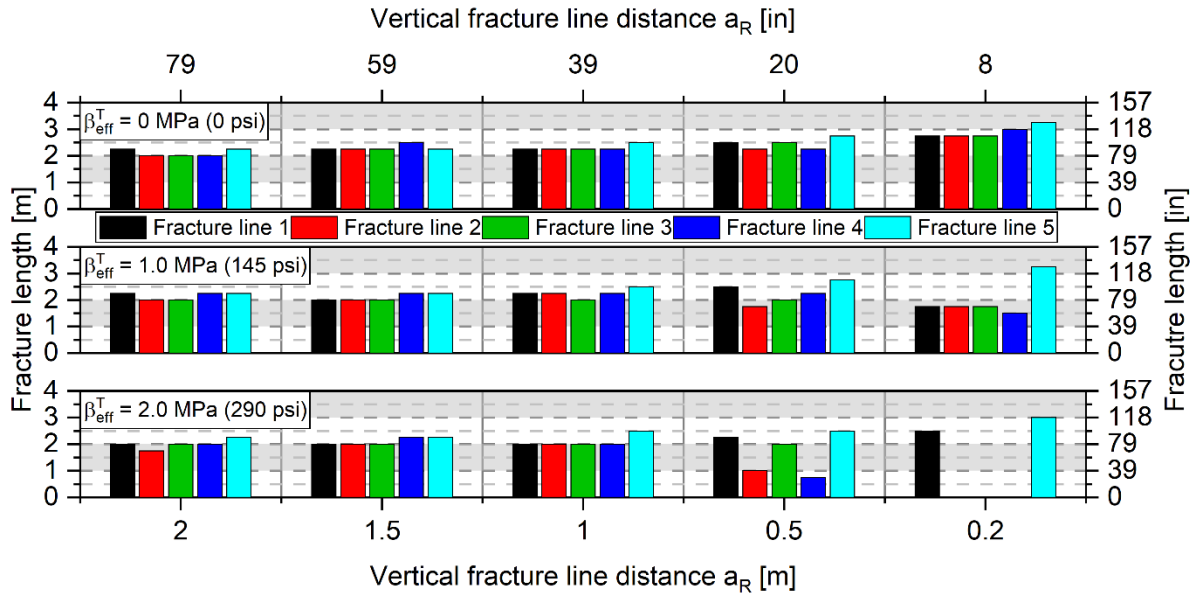 Vertical fracture line distance a_R [in]
79 59 39 20 8
β^T_eff = 0 MPa (0 psi)
4 3 2 1 0
157 118 79 39 0
Fracture line 1 Fracture line 2 Fracture line 3 Fracture line 4 Fracture line 5
β^T_eff = 1.0 MPa (145 psi)
4 3 2 1 0
157 118 79 39 0
β^T_eff = 2.0 MPa (290 psi)
4 3 2 1 0
157 118 79 39 0
Fracture length [m]
Fracutre length [in]
2 1.5 1 0.5 0.2
Vertical fracture line distance a_R [m]